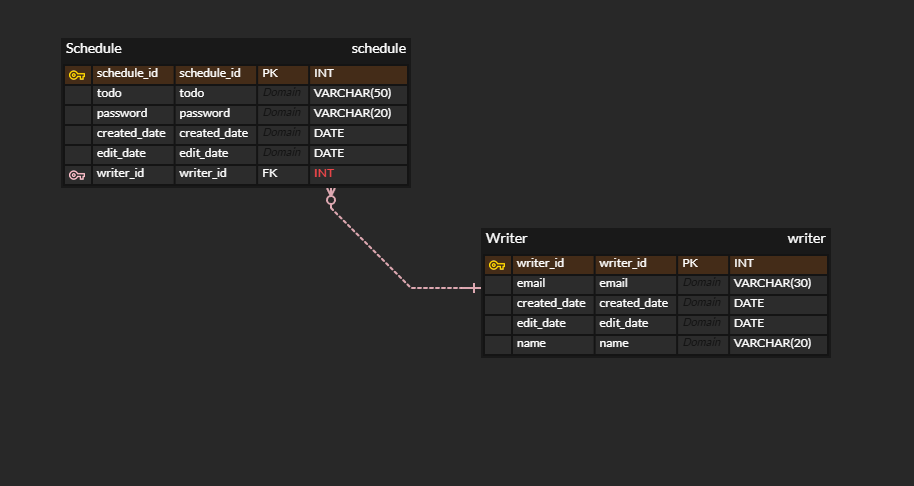 Schedule schedule
schedule_id schedule_id PK INT
todo todo Domain VARCHAR(50)
password password Domain VARCHAR(20)
created_date created_date Domain DATE
edit_date edit_date Domain DATE
writer_id writer_id FK INT
Writer writer
writer_id writer_id PK INT
email email Domain VARCHAR(30)
created_date created_date Domain DATE
edit_date edit_date Domain DATE
name name Domain VARCHAR(20)